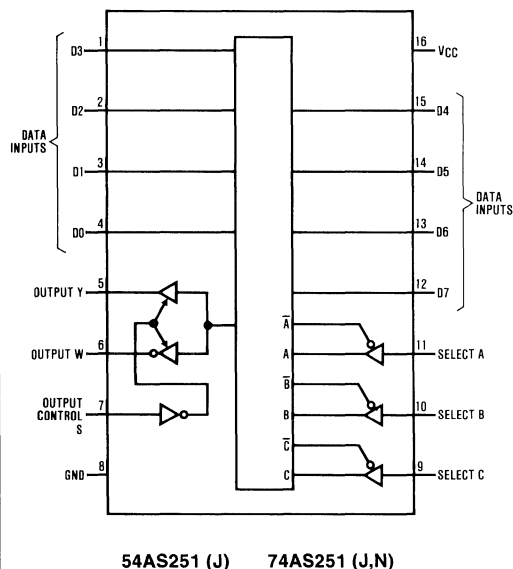 1
D3
2
D2
DATA
INPUTS
3
D1
4
D0
5
OUTPUT Y
6
OUTPUT W
OUTPUT
CONTROL
S
7
8
GND
16
VCC
15
D4
14
D5
DATA
INPUTS
13
D6
12
D7
A̅
A
11
SELECT A
B̅
B
10
SELECT B
C̅
C
9
SELECT C
54AS251 (J) 74AS251 (J,N)